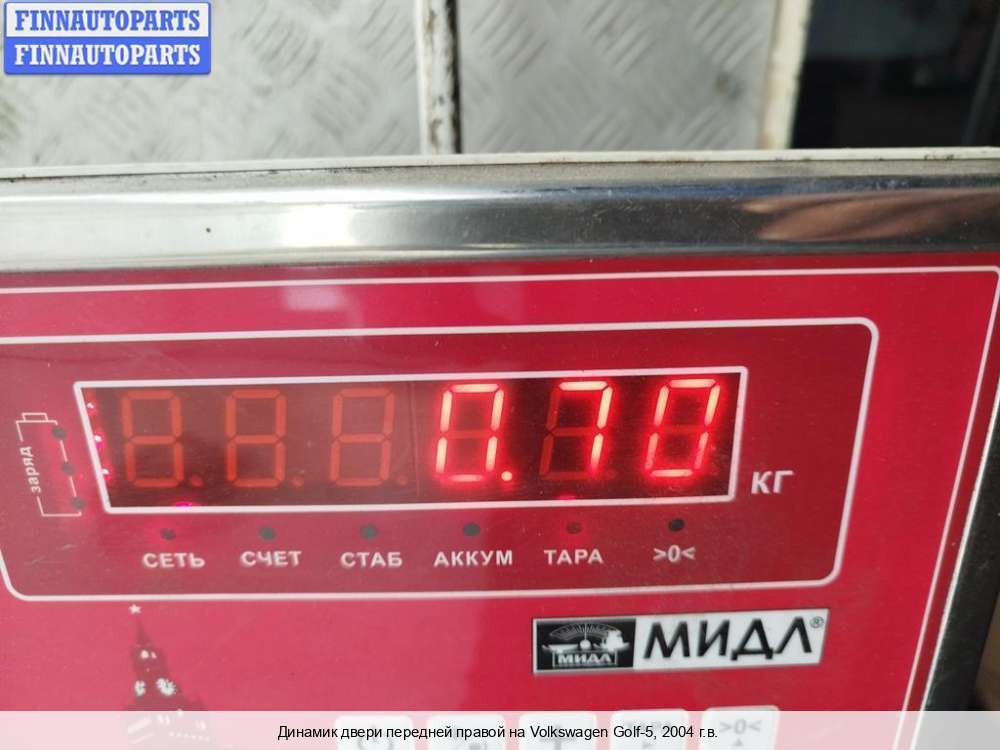 FINNAUTOPARTS
FINNAUTOPARTS
0.70
кг
заряд
СЕТЬ СЧЕТ СТАБ АККУМ ТАРА >0<
МИДЛ МИДЛ®
>0<
Динамик двери передней правой на Volkswagen Golf-5, 2004 г.в.